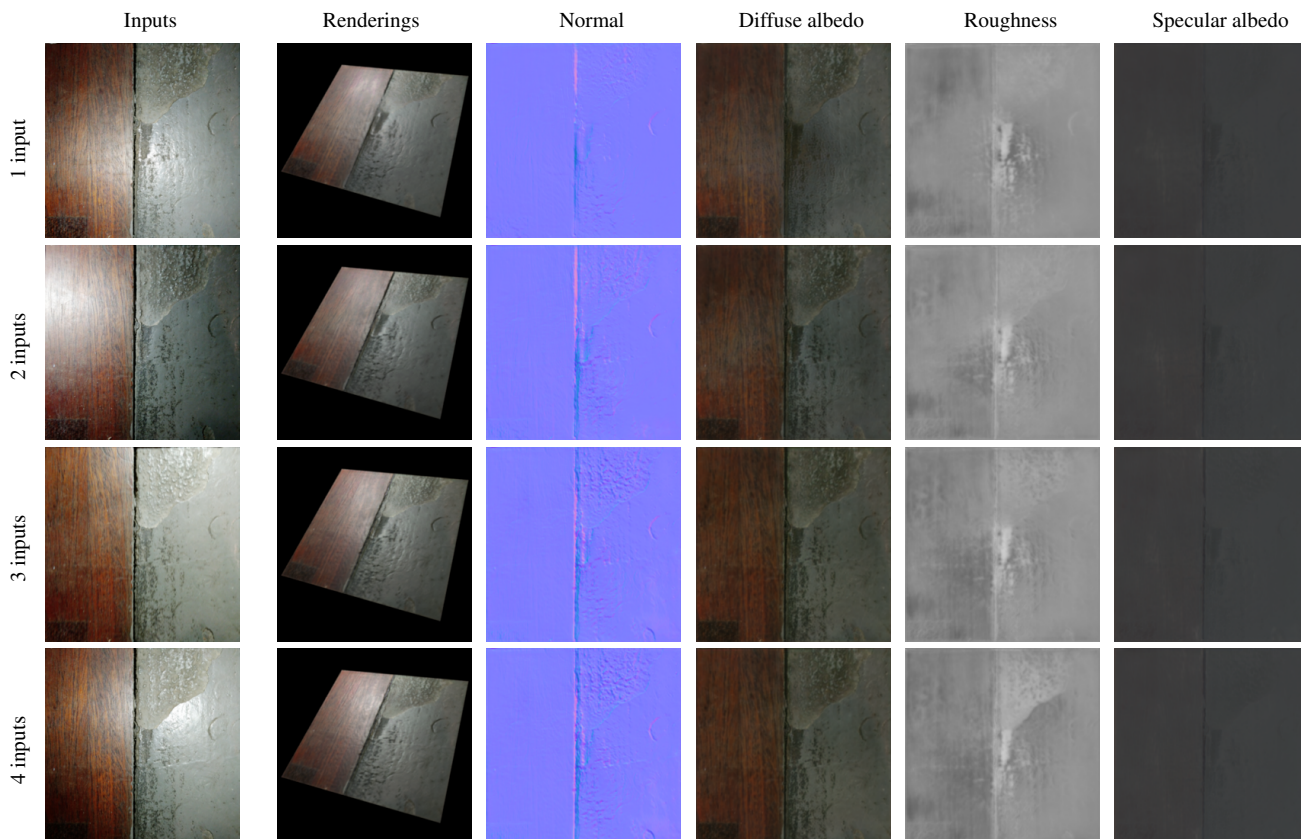 Inputs Renderings Normal Diffuse albedo Roughness Specular albedo
1 input
2 inputs
3 inputs
4 inputs